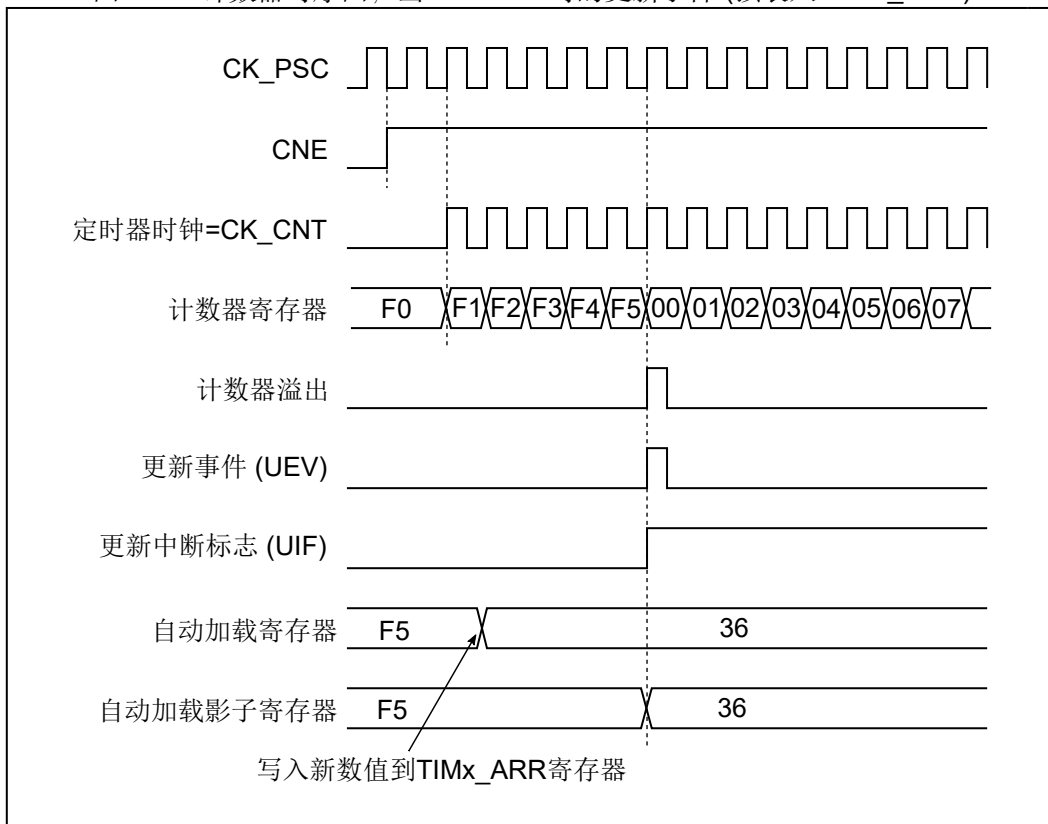 CK_PSC
CNE
定时器时钟=CK_CNT
计数器寄存器 F0 F1 F2 F3 F4 F5 00 01 02 03 04 05 06 07
计数器溢出
更新事件 (UEV)
更新中断标志 (UIF)
自动加载寄存器 F5 36
自动加载影子寄存器 F5 36
写入新数值到TIMx_ARR寄存器